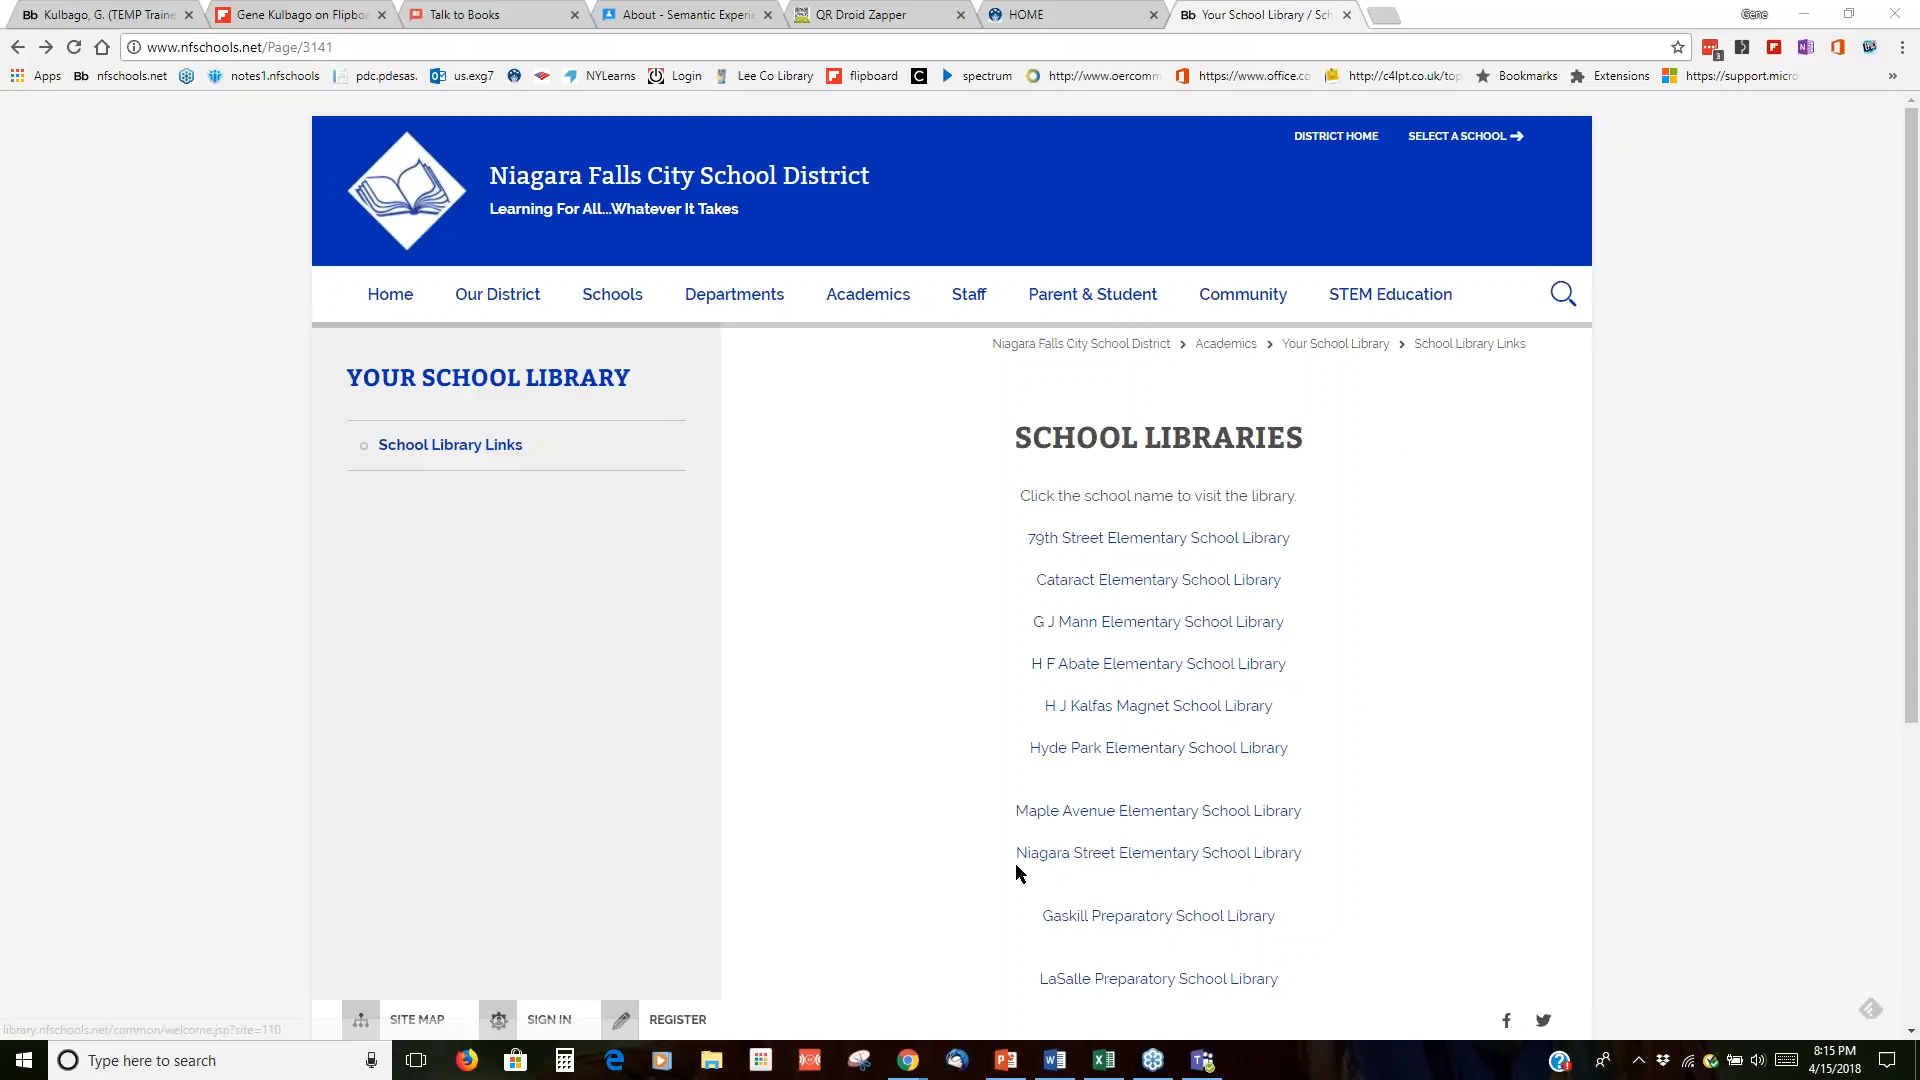 Kulbago, G. (TEMP Traine
Gene Kulbago on Flipbo
Talk to Books
About - Semantic Experie
QR Droid Zapper
HOME
Your School Library / Sch
Gene
www.nfschools.net/Page/3141
Apps
nfschools.net
notes1.nfschools
pdc.pdesas.
us.exg7
NYLearns
Login
Lee Co Library
flipboard
spectrum
http://www.oercomm
https://www.office.co
http://c4lpt.co.uk/top
Bookmarks
Extensions
https://support.micro
DISTRICT HOME
SELECT A SCHOOL
Niagara Falls City School District
Learning For All...Whatever It Takes
Home
Our District
Schools
Departments
Academics
Staff
Parent & Student
Community
STEM Education
Niagara Falls City School District > Academics > Your School Library > School Library Links
YOUR SCHOOL LIBRARY
School Library Links
SCHOOL LIBRARIES
Click the school name to visit the library.
79th Street Elementary School Library
Cataract Elementary School Library
G J Mann Elementary School Library
H F Abate Elementary School Library
H J Kalfas Magnet School Library
Hyde Park Elementary School Library
Maple Avenue Elementary School Library
Niagara Street Elementary School Library
Gaskill Preparatory School Library
LaSalle Preparatory School Library
SITE MAP
SIGN IN
REGISTER
library.nfschools.net/common/welcome.jsp?site=110
Type here to search
8:15 PM
4/15/2018